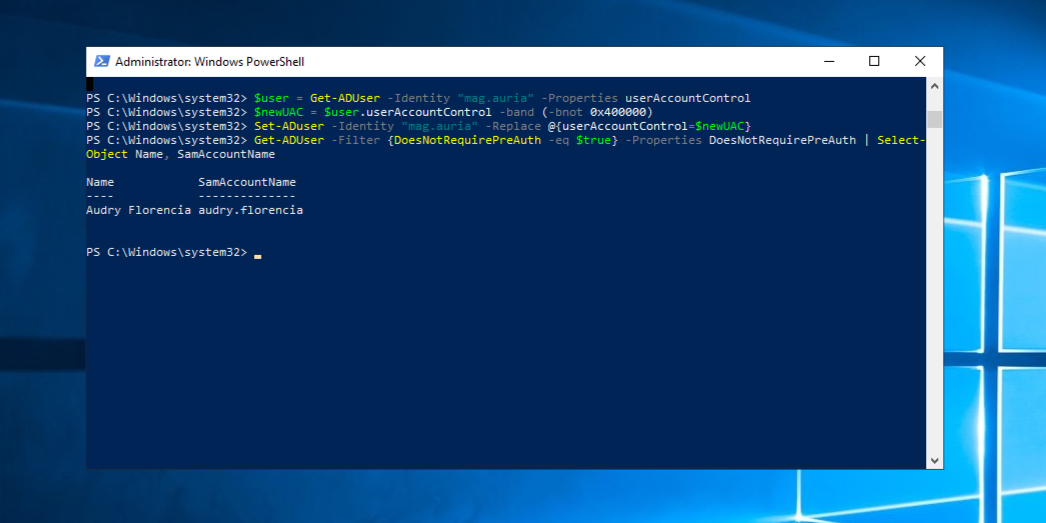 Administrator: Windows PowerShell
PS C:\Windows\system32> $user = Get-ADUser -Identity "mag.auria" -Properties userAccountControl
PS C:\Windows\system32> $newUAC = $user.userAccountControl -band (-bnot 0x400000)
PS C:\Windows\system32> Set-ADuser -Identity "mag.auria" -Replace @{userAccountControl=$newUAC}
PS C:\Windows\system32> Get-ADUser -Filter {DoesNotRequirePreAuth -eq $true} -Properties DoesNotRequirePreAuth | Select-
Object Name, SamAccountName
Name SamAccountName
---- --------------
Audry Florencia audry.florencia
PS C:\Windows\system32>